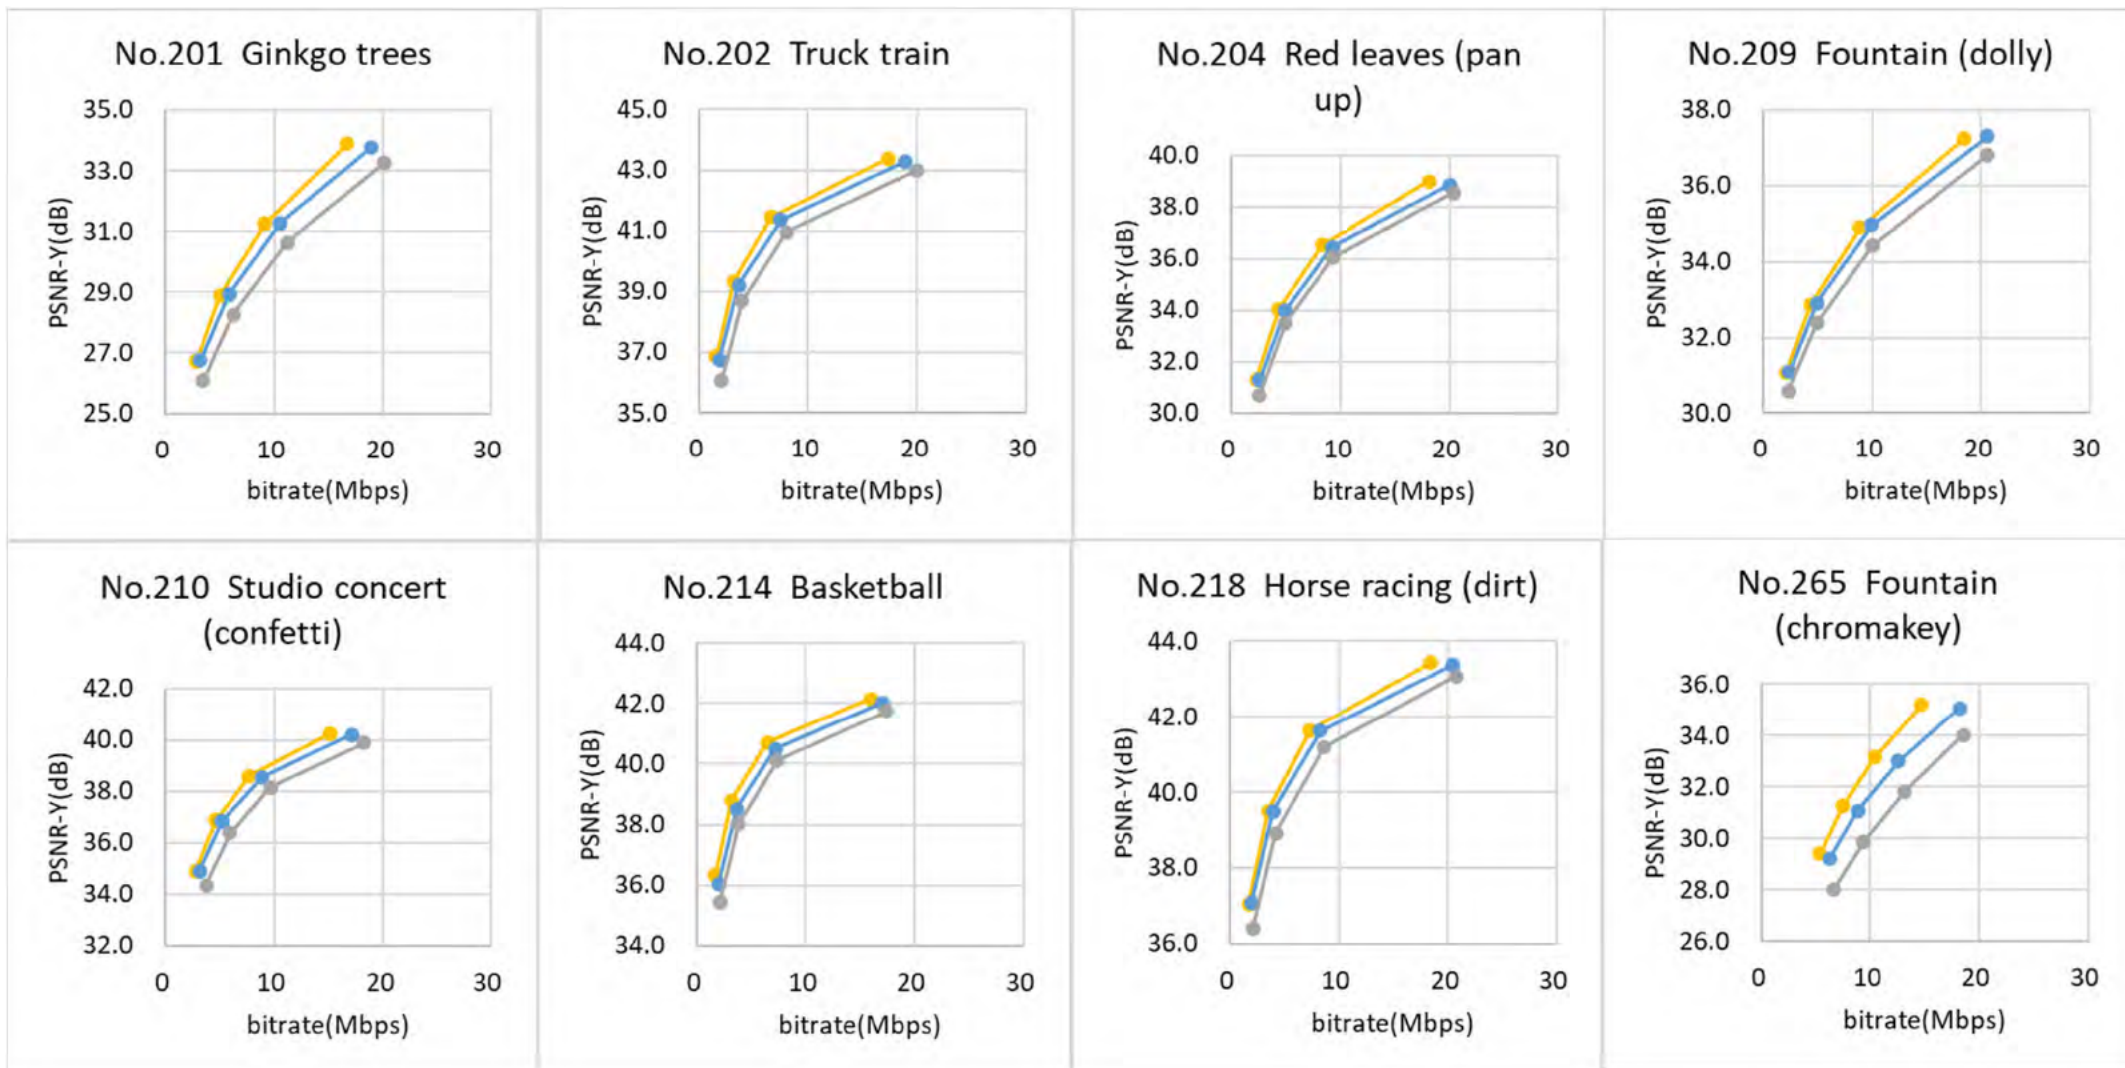 No.201  Ginkgo trees
35.0
33.0
31.0
29.0
27.0
25.0
PSNR-Y(dB)
0 10 20 30
bitrate(Mbps)
No.202  Truck train
45.0
43.0
41.0
39.0
37.0
35.0
PSNR-Y(dB)
0 10 20 30
bitrate(Mbps)
No.204  Red leaves (pan
up)
40.0
38.0
36.0
34.0
32.0
30.0
PSNR-Y(dB)
0 10 20 30
bitrate(Mbps)
No.209  Fountain (dolly)
38.0
36.0
34.0
32.0
30.0
PSNR-Y(dB)
0 10 20 30
bitrate(Mbps)
No.210  Studio concert
(confetti)
42.0
40.0
38.0
36.0
34.0
32.0
PSNR-Y(dB)
0 10 20 30
bitrate(Mbps)
No.214  Basketball
44.0
42.0
40.0
38.0
36.0
34.0
PSNR-Y(dB)
0 10 20 30
bitrate(Mbps)
No.218  Horse racing (dirt)
44.0
42.0
40.0
38.0
36.0
PSNR-Y(dB)
0 10 20 30
bitrate(Mbps)
No.265  Fountain
(chromakey)
36.0
34.0
32.0
30.0
28.0
26.0
PSNR-Y(dB)
0 10 20 30
bitrate(Mbps)